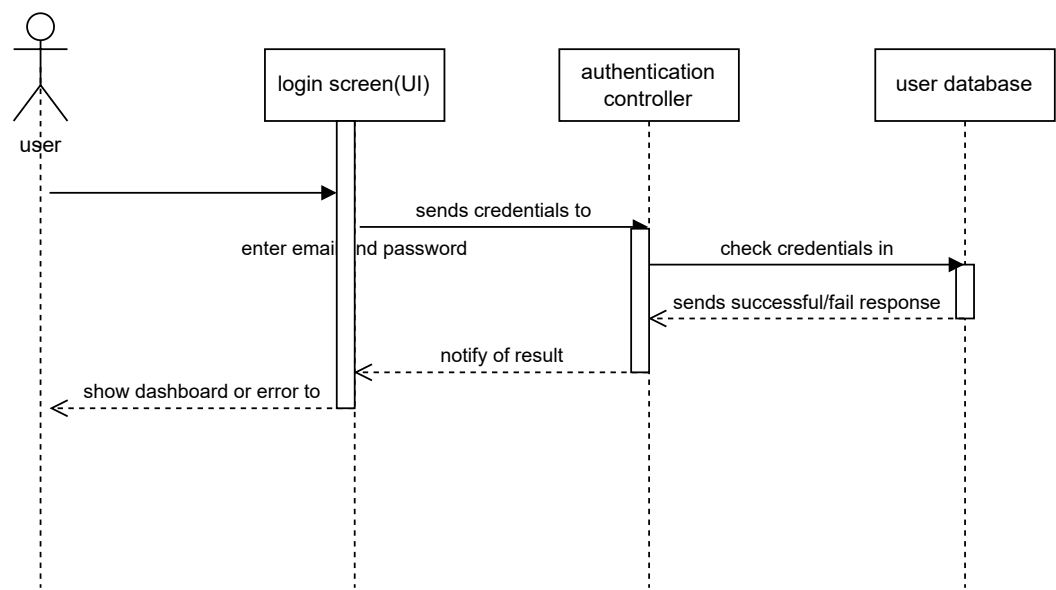 login screen(UI)
authentication
controller
user database
user
sends credentials to
enter email nd password
check credentials in
sends successful/fail response
notify of result
show dashboard or error to